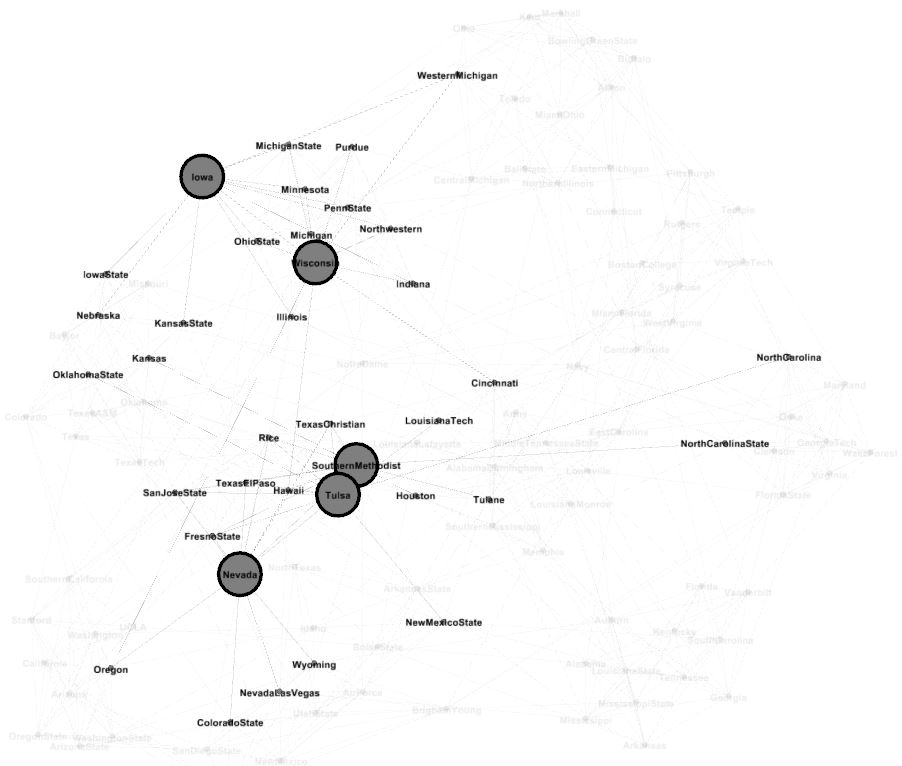 Marshall
Kent
Ohio
BowlingGreenState
Buffalo
WesternMichigan
Akron
Toledo
MiamiOhio
MichiganState
Purdue
BallState
EasternMichigan
Pittsburgh
Iowa
CentralMichigan
NorthernIllinois
Minnesota
PennState
Connecticut
Temple
Rutgers
Northwestern
Michigan
OhioState
Wisconsin
BostonCollege
VirginiaTech
IowaState
Missouri
Indiana
Syracuse
Nebraska
KansasState
Illinois
MiamiFlorida
WestVirginia
Baylor
CentralFlorida
Kansas
NotreDame
Navy
NorthCarolina
OklahomaState
Cincinnati
Maryland
Oklahoma
Colorado
TexasA&M
Army
Duke
TexasChristian
LouisianaTech
Texas
Rice
EastCarolina
MiddleTennesseeState
NorthCarolinaState
GeorgiaTech
Clemson
WakeForest
TexasTech
SouthernMethodist
AlabamaBirmingham
Louisville
Virginia
TexasElPaso
Hawaii
SanJoseState
Tulsa
Houston
Tulane
FloridaState
LouisianaMonroe
SouthernMississippi
FresnoState
Memphis
Nevada
NorthTexas
SouthernCalifornia
ArkansasState
Florida
Vanderbilt
Stanford
UCLA
Washington
Idaho
NewMexicoState
Auburn
Kentucky
SouthCarolina
BoiseState
California
Oregon
Wyoming
Alabama
LouisianaState
Tennessee
Arizona
NevadaLasVegas
AirForce
Georgia
UtahState
BrighamYoung
MississippiState
Mississippi
ColoradoState
OregonState
WashingtonState
ArizonaState
SanDiegoState
NewMexico
Arkansas